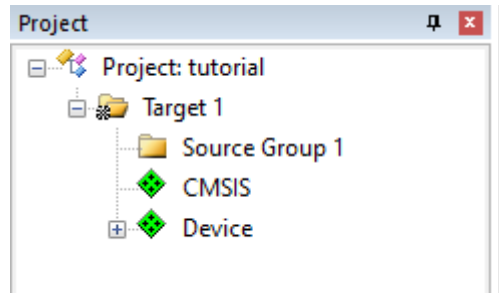 Project
Project: tutorial
Target 1
Source Group 1
CMSIS
Device